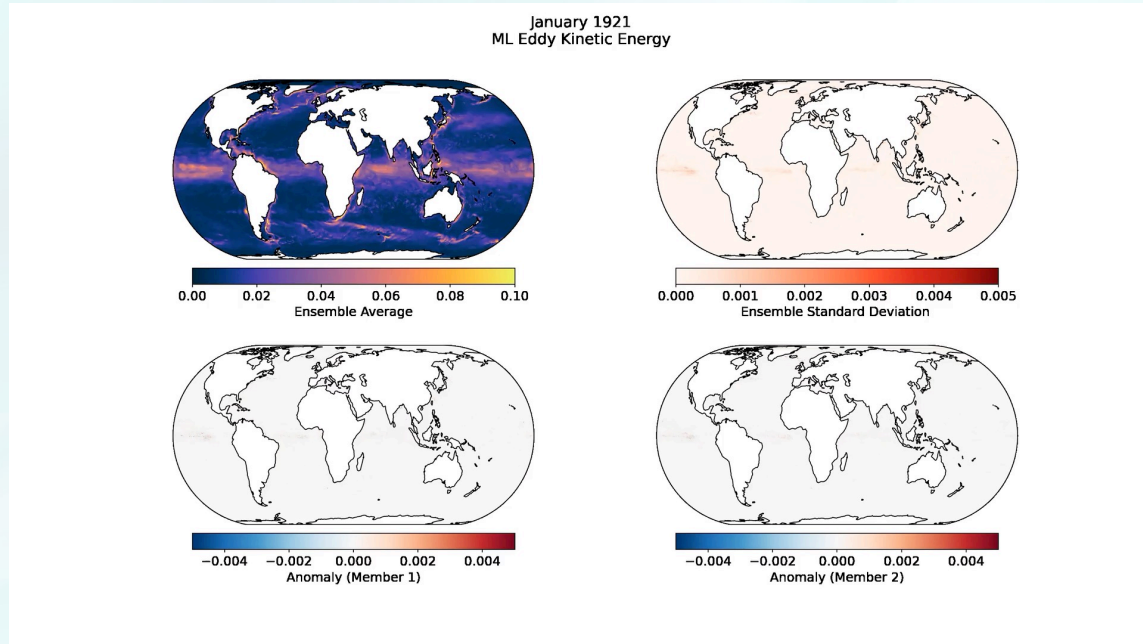 January 1921
ML Eddy Kinetic Energy
0.00 0.02 0.04 0.06 0.08 0.10
Ensemble Average
0.000 0.001 0.002 0.003 0.004 0.005
Ensemble Standard Deviation
−0.004 −0.002 0.000 0.002 0.004
Anomaly (Member 1)
−0.004 −0.002 0.000 0.002 0.004
Anomaly (Member 2)